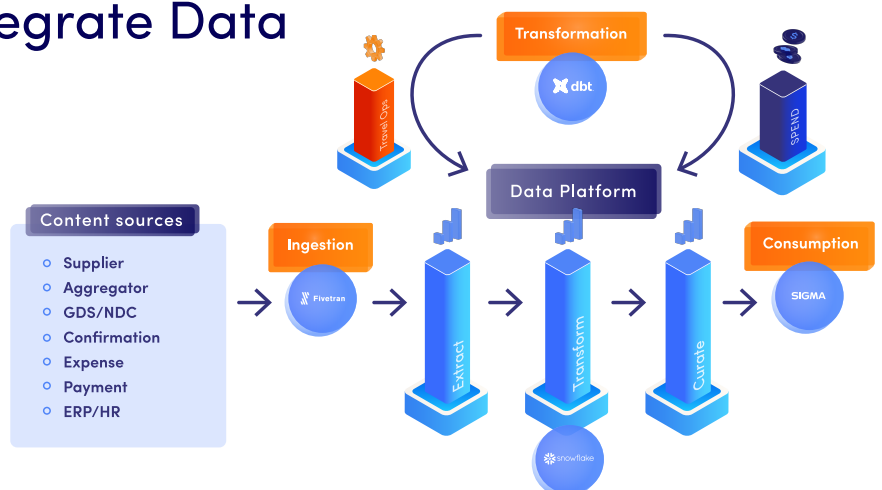 egrate Data
Transformation
dbt
Travel Ops
SPEND
Data Platform
Content sources
Supplier
Aggregator
GDS/NDC
Confirmation
Expense
Payment
ERP/HR
Ingestion
Fivetran
Extract
Transform
Curate
snowflake
Consumption
SIGMA